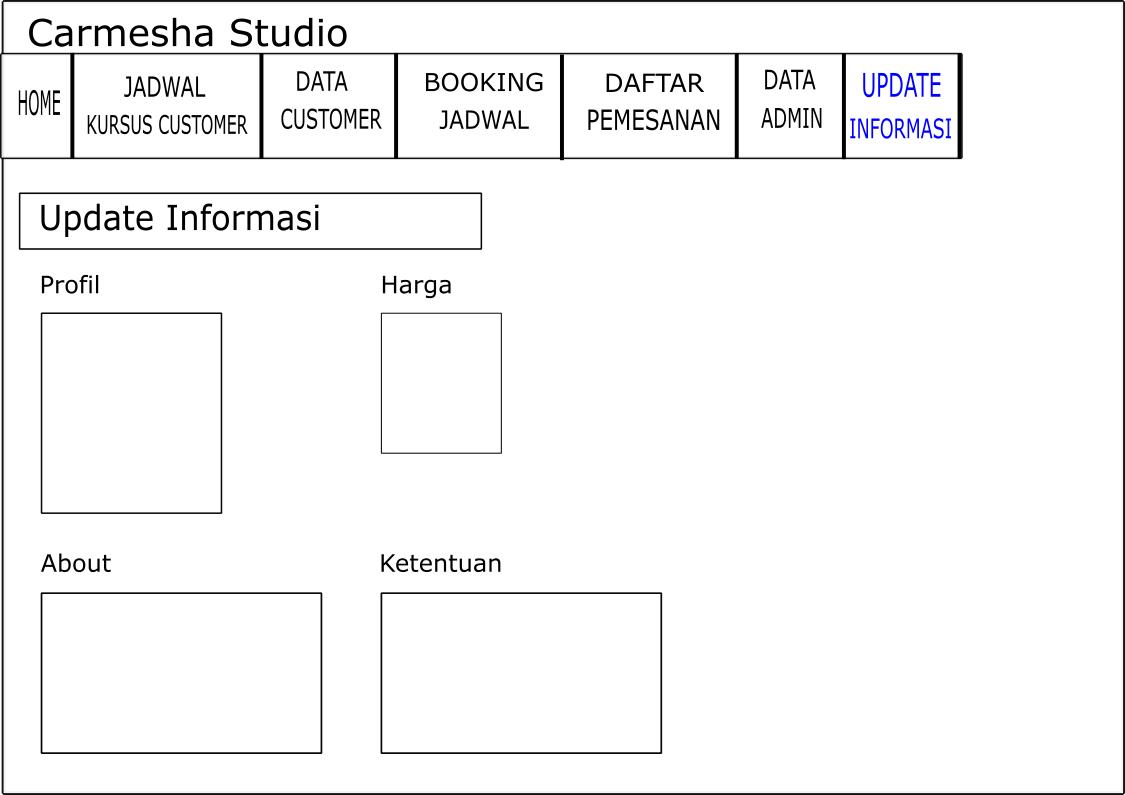 Carmesha Studio
HOME
JADWAL
KURSUS CUSTOMER
DATA
CUSTOMER
BOOKING
JADWAL
DAFTAR
PEMESANAN
DATA
ADMIN
UPDATE
INFORMASI
Update Informasi
Profil
Harga
About
Ketentuan